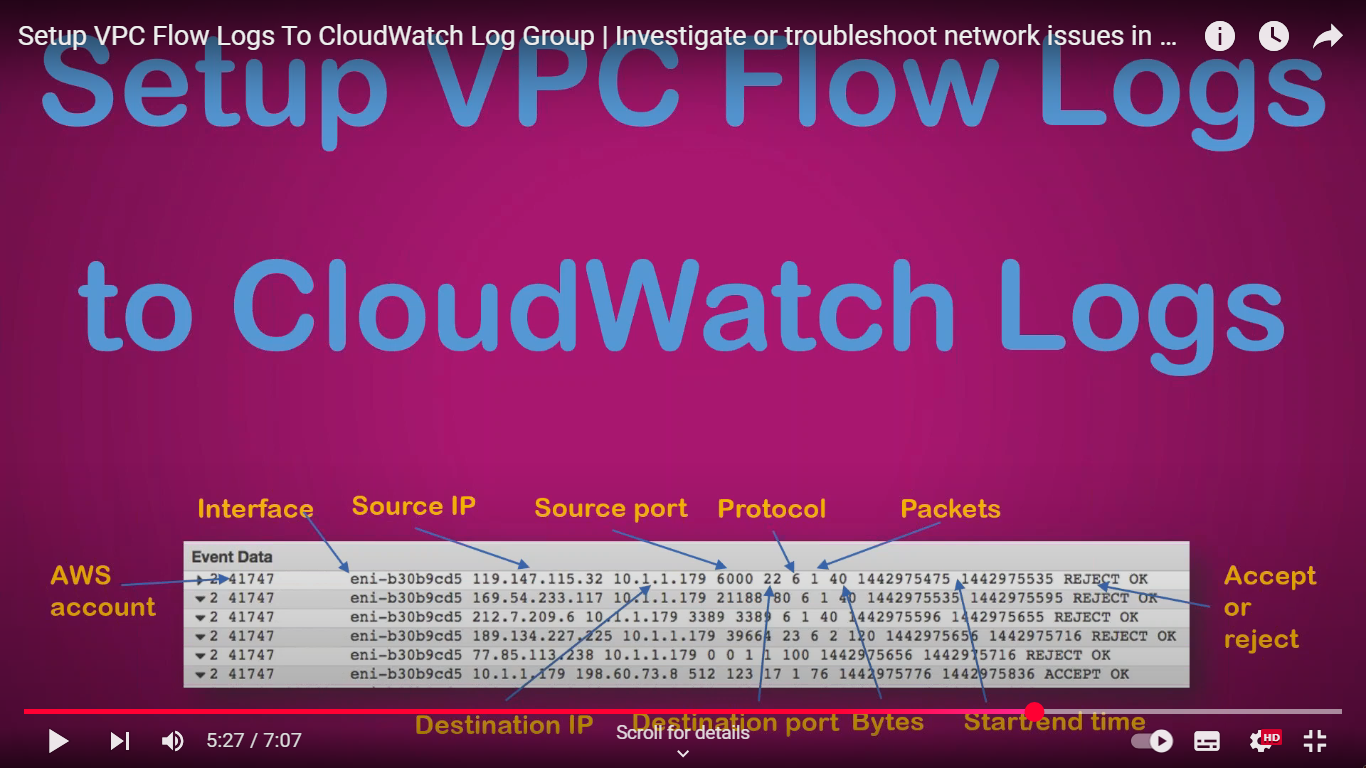 Setup VPC Flow Logs To CloudWatch Log Group | Investigate or troubleshoot network issues in ...
Setup VPC Flow Logs
to CloudWatch Logs
Interface Source IP Source port Protocol Packets
AWS
account
Event Data
2 41747 eni-b30b9cd5 119.147.115.32 10.1.1.179 6000 22 6 1 40 1442975475 1442975535 REJECT OK
2 41747 eni-b30b9cd5 169.54.233.117 10.1.1.179 21188 80 6 1 40 1442975535 1442975595 REJECT OK
2 41747 eni-b30b9cd5 212.7.209.6 10.1.1.179 3389 3389 6 1 40 1442975596 1442975655 REJECT OK
2 41747 eni-b30b9cd5 189.134.227.225 10.1.1.179 39664 23 6 2 120 1442975656 1442975716 REJECT OK
2 41747 eni-b30b9cd5 77.85.113.238 10.1.1.179 0 0 1 1 100 1442975656 1442975716 REJECT OK
2 41747 eni-b30b9cd5 10.1.1.179 198.60.73.8 512 123 17 1 76 1442975776 1442975836 ACCEPT OK
Accept
or
reject
Destination IP Destination port Bytes Start/end time
Scroll for details
5:27 / 7:07
HD